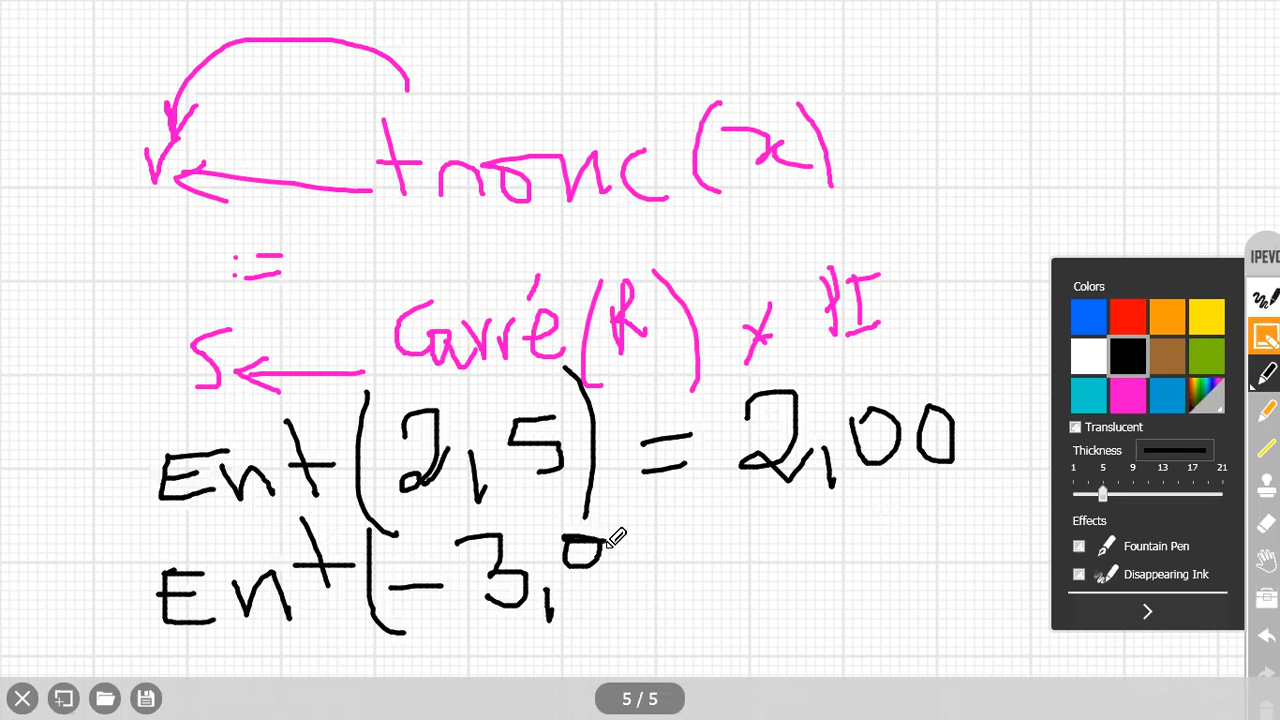 V ← tronc(x)
:=
S ← Carré(R) * PI
Ent(2,5) = 2,00
Ent(-3,0
IPEVO
Colors
Translucent
Thickness
1 5 9 13 17 21
Effects
Fountain Pen
Disappearing Ink
5 / 5